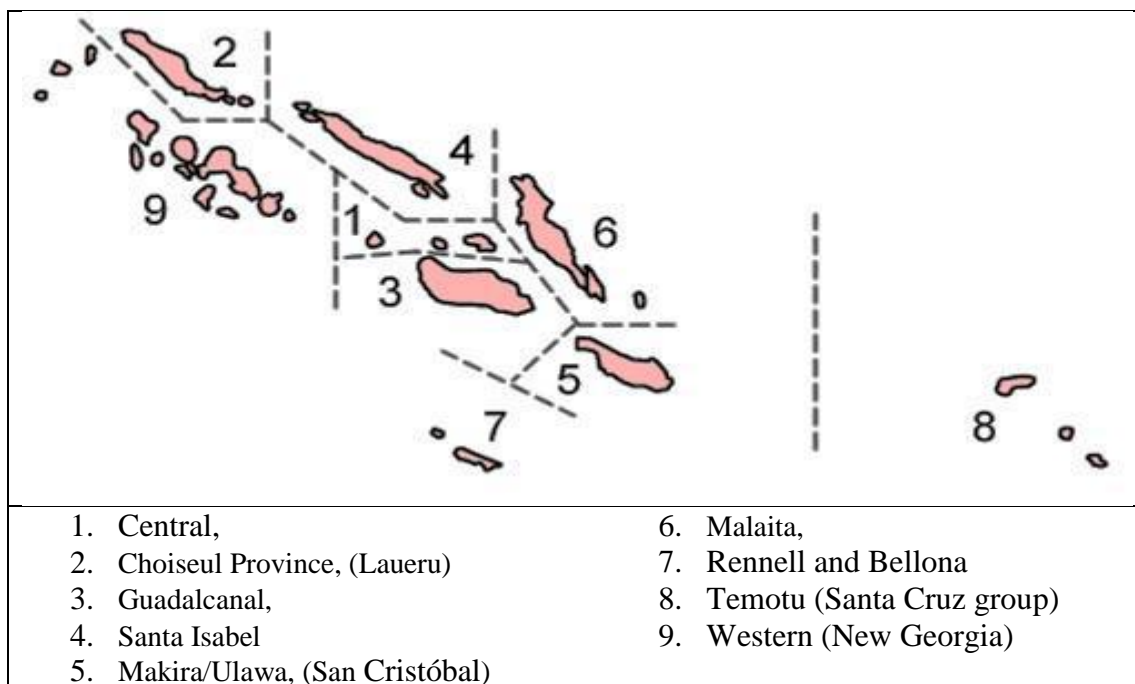 2
4
9
1
6
3
5
7
8
1. Central,
2. Choiseul Province, (Laueru)
3. Guadalcanal,
4. Santa Isabel
5. Makira/Ulawa, (San Cristóbal)
6. Malaita,
7. Rennell and Bellona
8. Temotu (Santa Cruz group)
9. Western (New Georgia)